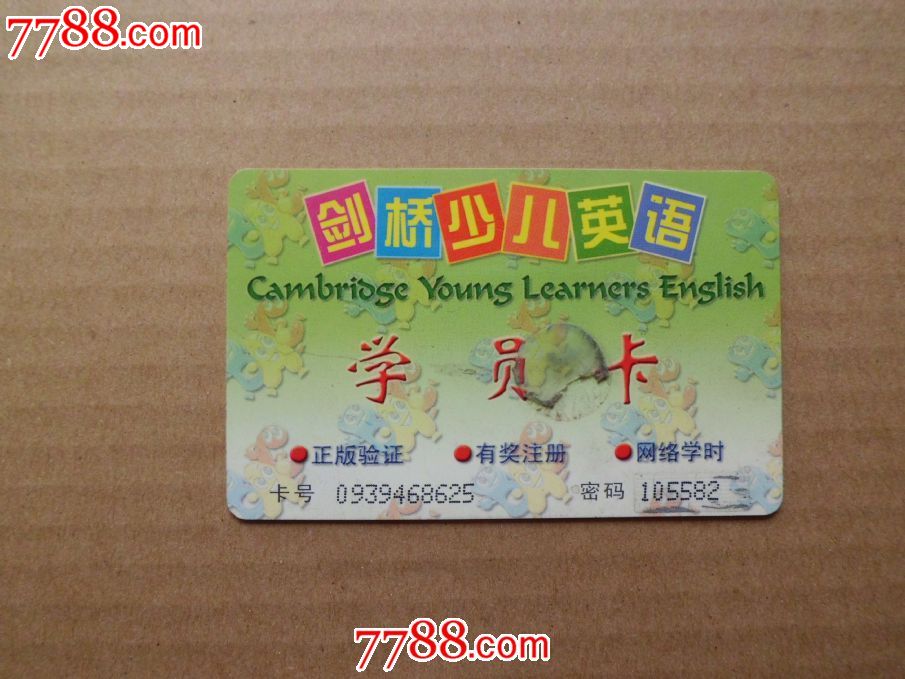 7788.com
剑桥少儿英语
Cambridge Young Learners English
学员卡
●正版验证 ●有奖注册 ●网络学时
卡号 0939468625 密码 105582
7788.com